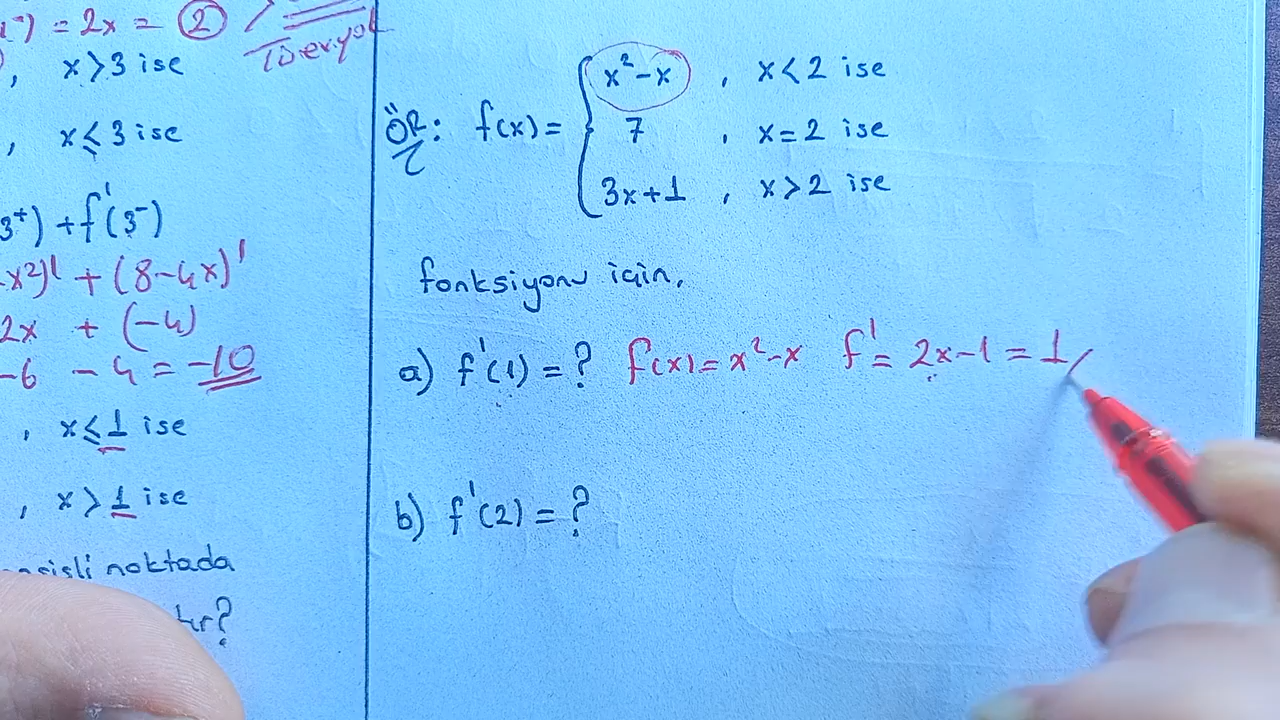 ) = 2x = 2
Türev yok
, x>3 ise
, x≤3 ise
3⁺) + f'(3⁻)
-x²)' + (8-4x)'
2x + (-4)
-6 -4 = -10
, x≤1 ise
, x>1 ise
noktada
ÖR: f(x) = { x²-x , x<2 ise
7 , x=2 ise
3x+1 , x>2 ise
fonksiyonu için,
a) f'(1) = ? f(x) = x²-x f' = 2x-1 = 1
b) f'(2) = ?